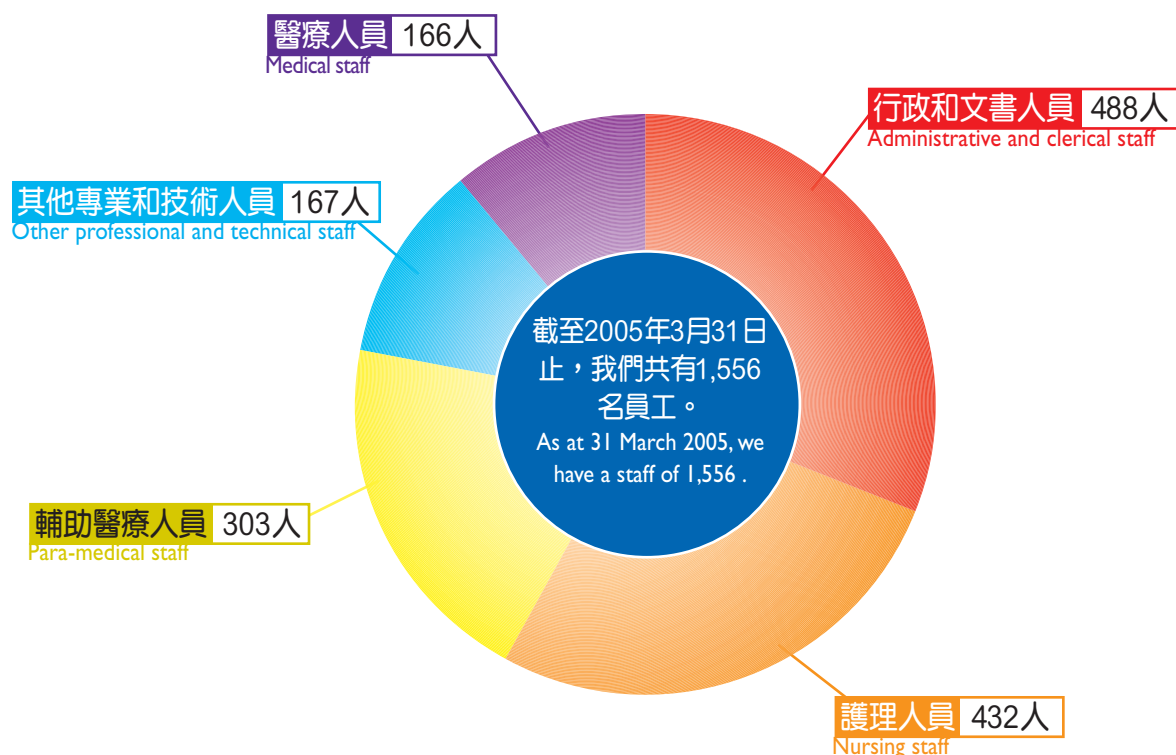 醫療人員 166人
Medical staff
行政和文書人員 488人
Administrative and clerical staff
其他專業和技術人員 167人
Other professional and technical staff
截至2005年3月31日
止，我們共有1,556
名員工。
As at 31 March 2005, we
have a staff of 1,556 .
輔助醫療人員 303人
Para-medical staff
護理人員 432人
Nursing staff